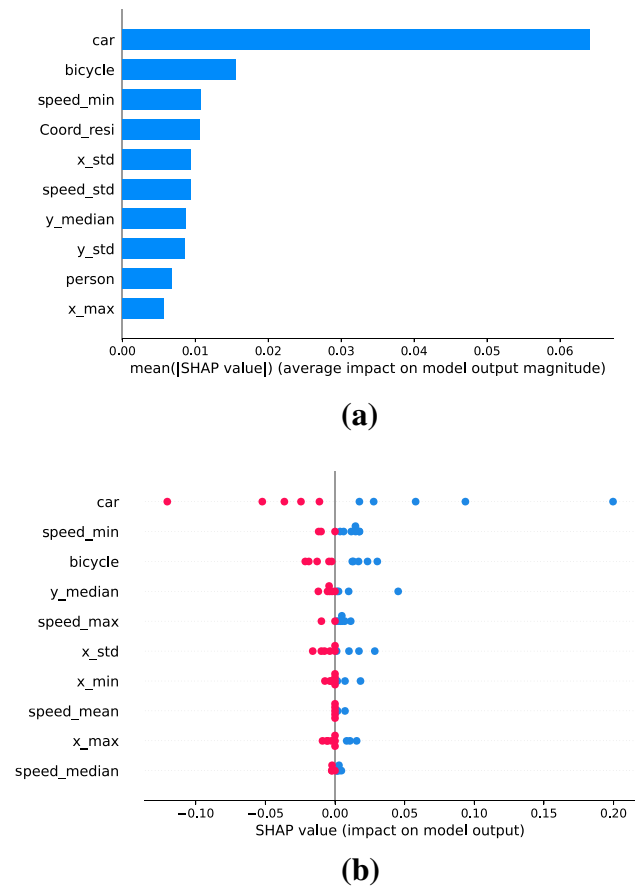 car
bicycle
speed_min
Coord_resi
x_std
speed_std
y_median
y_std
person
x_max
0.00 0.01 0.02 0.03 0.04 0.05 0.06
mean(|SHAP value|) (average impact on model output magnitude)
(a)
car
speed_min
bicycle
y_median
speed_max
x_std
x_min
speed_mean
x_max
speed_median
−0.10 −0.05 0.00 0.05 0.10 0.15 0.20
SHAP value (impact on model output)
(b)